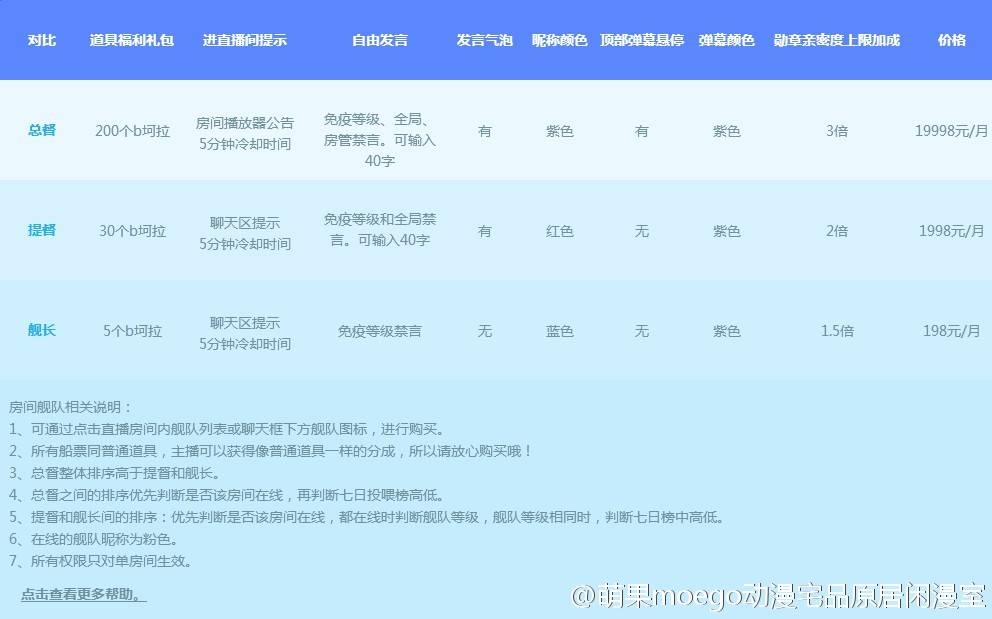 对比 道具福利礼包 进直播间提示 自由发言 发言气泡 昵称颜色 顶部弹幕悬停 弹幕颜色 勋章亲密度上限加成 价格
总督 200个b坷拉 房间播放器公告 5分钟冷却时间 免疫等级、全局、房管禁言。可输入40字 有 紫色 有 紫色 3倍 19998元/月
提督 30个b坷拉 聊天区提示 5分钟冷却时间 免疫等级和全局禁言。可输入40字 有 红色 无 紫色 2倍 1998元/月
舰长 5个b坷拉 聊天区提示 5分钟冷却时间 免疫等级禁言 无 蓝色 无 紫色 1.5倍 198元/月
房间舰队相关说明：
1、可通过点击直播房间内舰队列表或聊天框下方舰队图标，进行购买。
2、所有船票同普通道具，主播可以获得像普通道具一样的分成，所以请放心购买哦！
3、总督整体排序高于提督和舰长。
4、总督之间的排序优先判断是否该房间在线，再判断七日投喂榜高低。
5、提督和舰长间的排序：优先判断是否该房间在线，都在线时判断舰队等级，舰队等级相同时，判断七日榜中高低。
6、在线的舰队昵称为粉色。
7、所有权限只对单房间生效。
点击查看更多帮助。
@萌果moego动漫宅品原居闲漫室